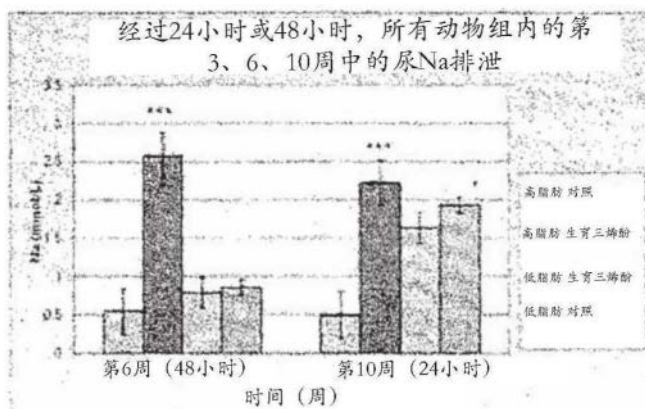 经过24小时或48小时，所有动物组内的第
3、6、10周中的尿Na排泄
3.5
3
2.5
2
1.5
1
0.5
0
Na (mmol/L)
***
***
*
高脂肪 对照
高脂肪 生育三烯酚
低脂肪 生育三烯酚
低脂肪 对照
第6周（48小时）
第10周（24小时）
时间（周）